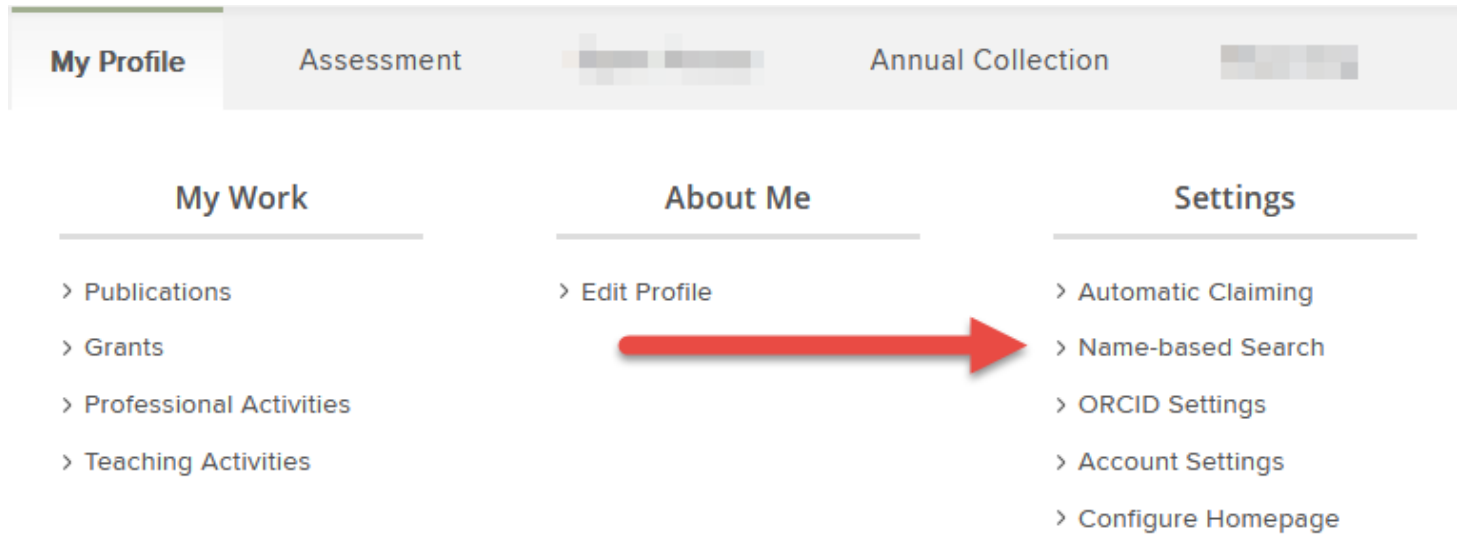 My Profile Assessment Annual Collection
My Work
> Publications
> Grants
> Professional Activities
> Teaching Activities
About Me
> Edit Profile
Settings
> Automatic Claiming
> Name-based Search
> ORCID Settings
> Account Settings
> Configure Homepage